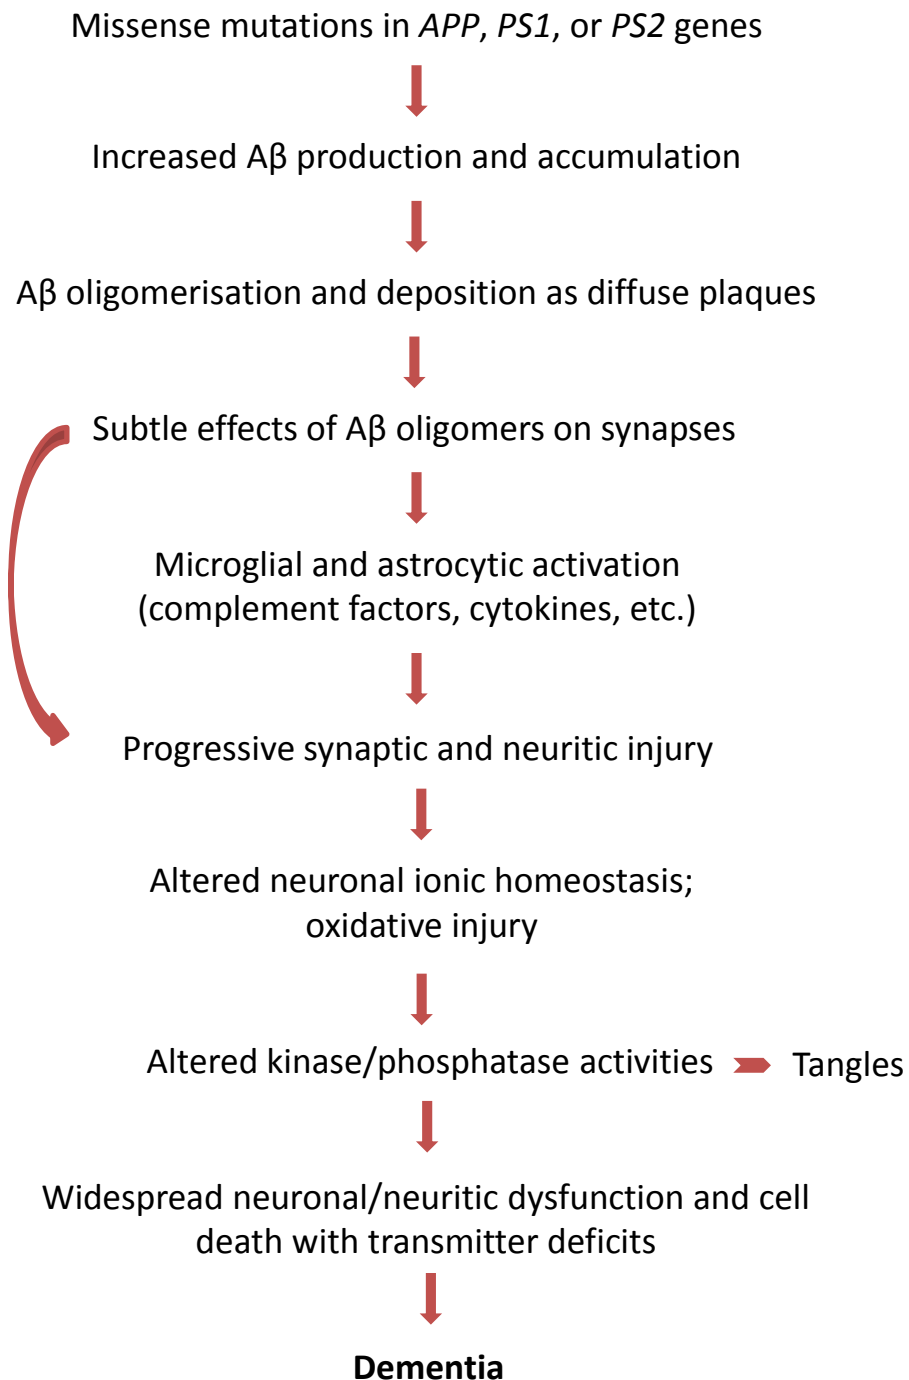 Missense mutations in APP, PS1, or PS2 genes
Increased Aβ production and accumulation
Aβ oligomerisation and deposition as diffuse plaques
Subtle effects of Aβ oligomers on synapses
Microglial and astrocytic activation
(complement factors, cytokines, etc.)
Progressive synaptic and neuritic injury
Altered neuronal ionic homeostasis;
oxidative injury
Altered kinase/phosphatase activities
Tangles
Widespread neuronal/neuritic dysfunction and cell
death with transmitter deficits
Dementia